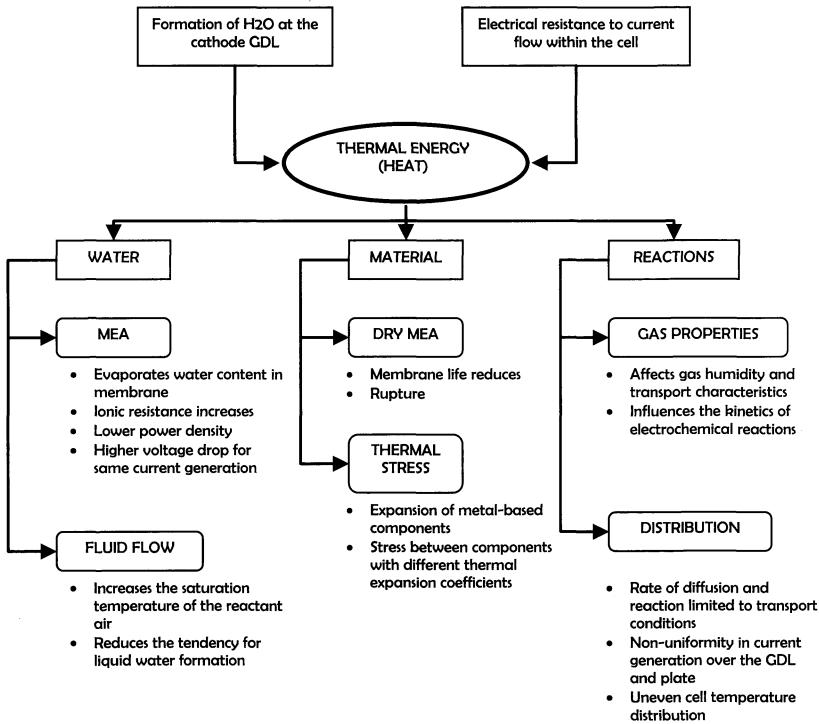 Formation of H2O at the
cathode GDL
Electrical resistance to current
flow within the cell
THERMAL ENERGY
(HEAT)
WATER
MEA
• Evaporates water content in
membrane
• Ionic resistance increases
• Lower power density
• Higher voltage drop for
same current generation
FLUID FLOW
• Increases the saturation
temperature of the reactant
air
• Reduces the tendency for
liquid water formation
MATERIAL
DRY MEA
• Membrane life reduces
• Rupture
THERMAL
STRESS
• Expansion of metal-based
components
• Stress between components
with different thermal
expansion coefficients
REACTIONS
GAS PROPERTIES
• Affects gas humidity and
transport characteristics
• Influences the kinetics of
electrochemical reactions
DISTRIBUTION
• Rate of diffusion and
reaction limited to transport
conditions
• Non-uniformity in current
generation over the GDL
and plate
• Uneven cell temperature
distribution